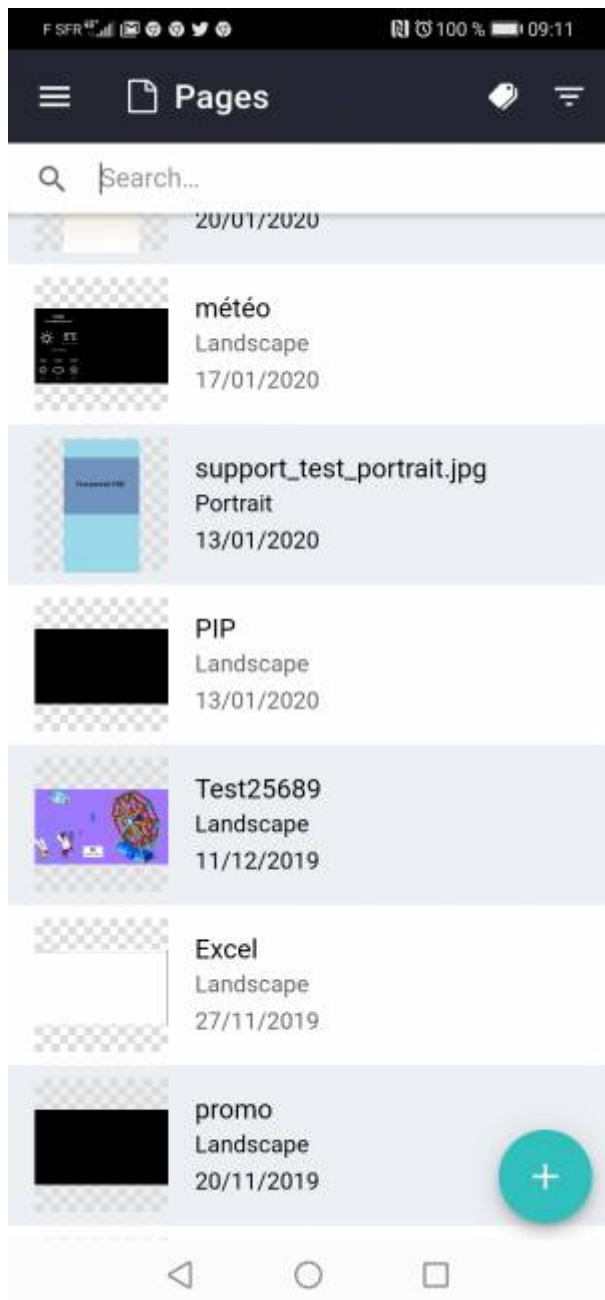 F SFR 100 % 09:11
Pages
Search...
20/01/2020
météo
Landscape
17/01/2020
support_test_portrait.jpg
Portrait
13/01/2020
PIP
Landscape
13/01/2020
Test25689
Landscape
11/12/2019
Excel
Landscape
27/11/2019
promo
Landscape
20/11/2019